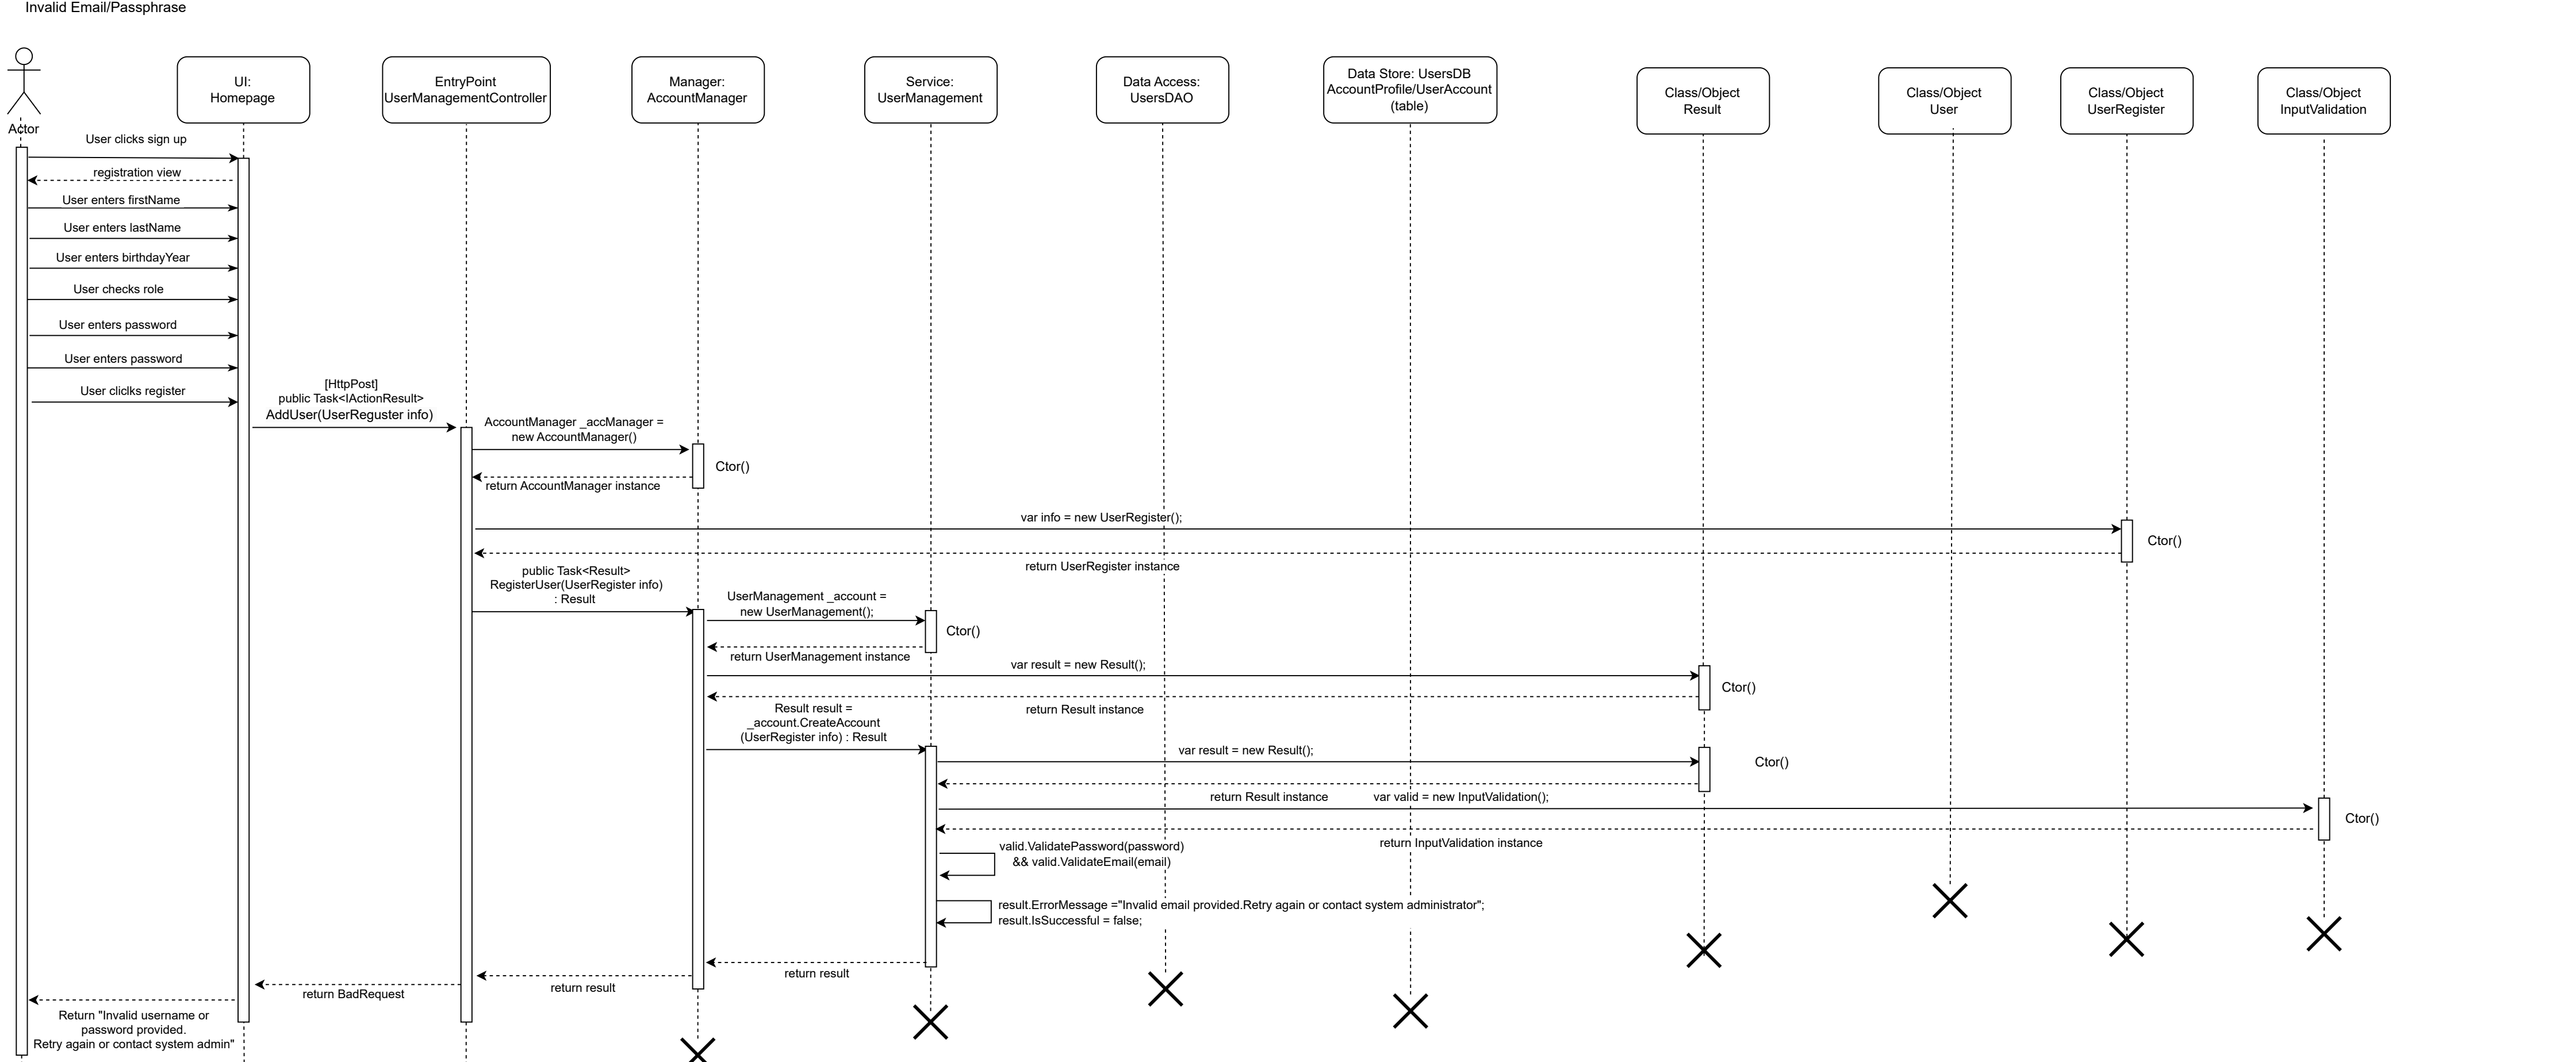 Invalid Email/Passphrase
Actor
UI:
Homepage
EntryPoint
UserManagementController
Manager:
AccountManager
Service:
UserManagement
Data Access:
UsersDAO
Data Store: UsersDB
AccountProfile/UserAccount
(table)
Class/Object
Result
Class/Object
User
Class/Object
UserRegister
Class/Object
InputValidation
User clicks sign up
registration view
User enters firstName
User enters lastName
User enters birthdayYear
User checks role
User enters password
User enters password
User cliclks register
[HttpPost]
public Task<IActionResult>
AddUser(UserReguster info)
AccountManager _accManager =
new AccountManager()
Ctor()
return AccountManager instance
var info = new UserRegister();
Ctor()
return UserRegister instance
public Task<Result>
RegisterUser(UserRegister info)
: Result
UserManagement _account =
new UserManagement();
Ctor()
return UserManagement instance
var result = new Result();
Ctor()
return Result instance
Result result =
_account.CreateAccount
(UserRegister info) : Result
var result = new Result();
Ctor()
return Result instance
var valid = new InputValidation();
Ctor()
return InputValidation instance
valid.ValidatePassword(password)
&& valid.ValidateEmail(email)
result.ErrorMessage ="Invalid email provided.Retry again or contact system administrator";
result.IsSuccessful = false;
return result
return result
return BadRequest
Return "Invalid username or
password provided.
Retry again or contact system admin"